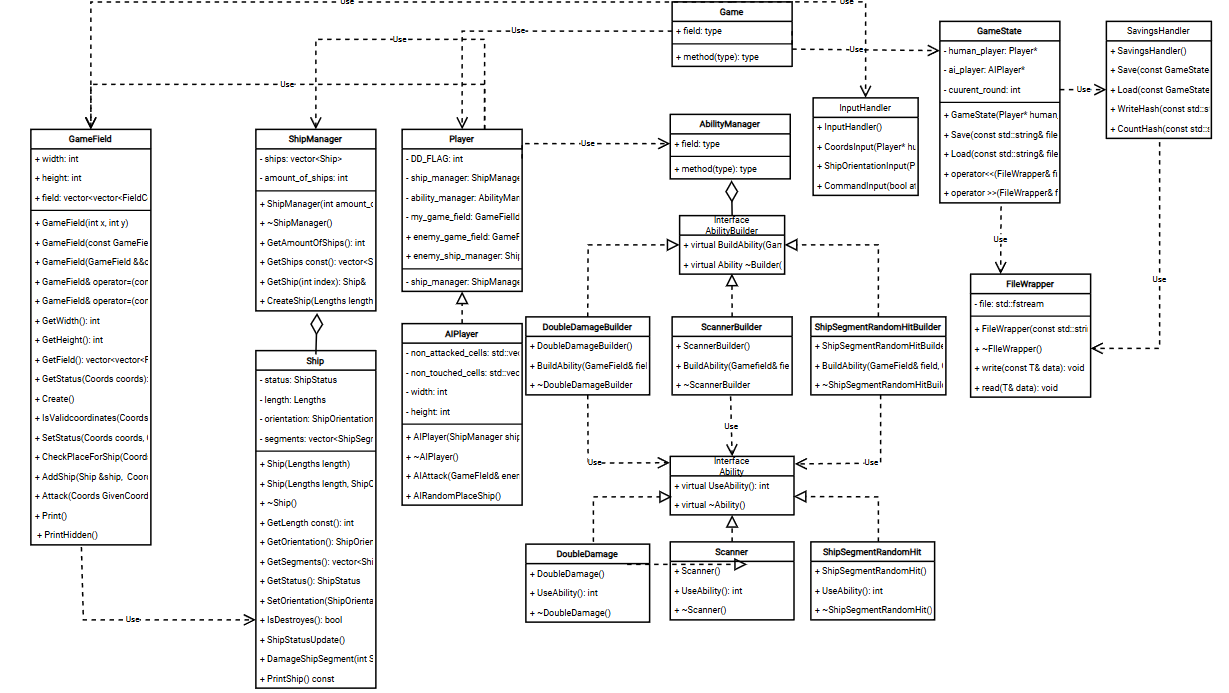 Use
Use
Game
+ field: type
+ method(type): type
Use
Use
Use
Use
GameState
- human_player: Player*
- ai_player: AIPlayer*
- cuurent_round: int
+ GameState(Player* human_
+ Save(const std::string& file
+ Load(const std::string& file
+ operator<<(FileWrapper& fi
+ operator >>(FileWrapper& f
Use
SavingsHandler
+ SavingsHandler()
+ Save(const GameState
+ Load(const GameState
+ WriteHash(const std::s
+ CountHash(const std::s
InputHandler
+ InputHandler()
+ CoordsInput(Player* hu
+ ShipOrientationInput(P
+ CommandInput(bool at
GameField
+ width: int
+ height: int
+ field: vector<vector<FieldC
+ GameField(int x, int y)
+ GameField(const GameFie
+ GameField(GameField &&c
+ GameField& operator=(cor
+ GameField& operator=(cor
+ GetWidth(): int
+ GetHeight(): int
+ GetField(): vector<vector<F
+ GetStatus(Coords coords):
+ Create()
+ IsValidcoordinates(Coords
+ SetStatus(Coords coords,
+ CheckPlaceForShip(Coord
+ AddShip(Ship &ship, Coor
+ Attack(Coords GivenCoord
+ Print()
+ PrintHidden()
ShipManager
- ships: vector<Ship>
- amount_of_ships: int
+ ShipManager(int amount_c
+ ~ShipManager()
+ GetAmountOfShips(): int
+ GetShips const(): vector<S
+ GetShip(int index): Ship&
+ CreateShip(Lengths length
Player
- DD_FLAG: int
- ship_manager: ShipManage
- ability_manager: AbilityMar
- my_game_field: GameFielld
+ enemy_game_field: GameF
+ enemy_ship_manager: Ship
- ship_manager: ShipManage
Use
AbilityManager
+ field: type
+ method(type): type
Interface
AbilityBuilder
+ virtual BuildAbility(Gam
+ virtual Ability ~Builder(
Use
Use
FileWrapper
- file: std::fstream
+ FileWrapper(const std::stri
+ ~FIleWrapper()
+ write(const T& data): void
+ read(T& data): void
Ship
- status: ShipStatus
- length: Lengths
- orientation: ShipOrientation
- segments: vector<ShipSegr
+ Ship(Lengths length)
+ Ship(Lengths length, ShipC
+ ~Ship()
+ GetLength const(): int
+ GetOrientation(): ShipOrien
+ GetSegments(): vector<Shi
+ GetStatus(): ShipStatus
+ SetOrientation(ShipOrienta
+ IsDestroyes(): bool
+ ShipStatusUpdate()
+ DamageShipSegment(int S
+ PrintShip() const
Use
AIPlayer
- non_attacked_cells: std::vec
- non_touched_cells: std::vec
- width: int
- height: int
+ AIPlayer(ShipManager ship
+ ~AIPlayer()
+ AIAttack(GameFIeld& ener
+ AIRandomPlaceShip()
DoubleDamageBuilder
+ DoubleDamageBuilder()
+ BuildAbility(GameField& fiel
+ ~DoubleDamageBuilder
ScannerBuilder
+ ScannerBuilder()
+ BuildAbility(Gamefield& fie
+ ~ScannerBuilder
ShipSegmentRandomHitBuilder
+ ShipSegmentRandomHitBuilde
+ BuildAbility(GameField& field,
+ ~ShipSegmentRandomHitBuil
Use
Use
Use
Interface
Ability
+ virtual UseAbility(): int
+ virtual ~Ability()
DoubleDamage
+ DoubleDamage()
+ UseAbility(): int
+ ~DoubleDamage()
Scanner
+ Scanner()
+ UseAbility(): int
+ ~Scanner()
ShipSegmentRandomHit
+ ShipSegmentRandomHit()
+ UseAbility(): int
+ ~ShipSegmentRandomHit()